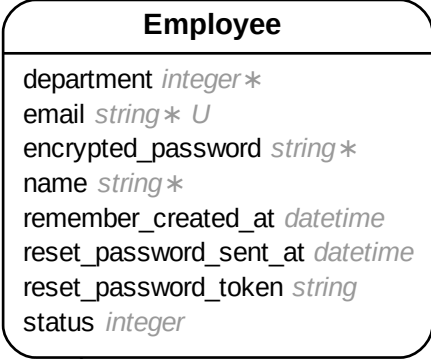 Employee
department integer∗
email string∗ U
encrypted_password string∗
name string∗
remember_created_at datetime
reset_password_sent_at datetime
reset_password_token string
status integer